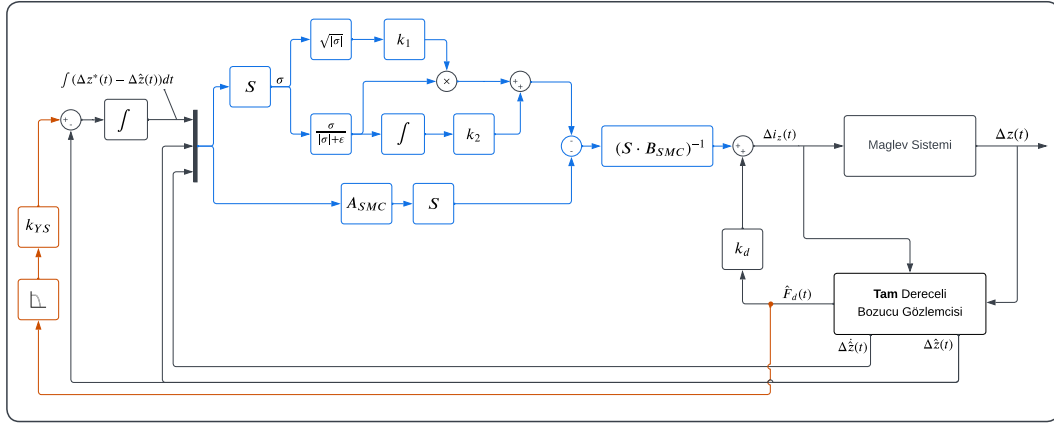 √|σ|
k₁
∫(Δz*(t) − Δẑ(t))dt
S
σ
×
+
+
+
-
∫
σ/(|σ|+ε)
∫
k₂
-
-
(S · B_SMC)⁻¹
+
+
Δi_z(t)
Maglev Sistemi
Δz(t)
A_SMC
S
k_YS
k_d
F̂_d(t)
Tam Dereceli
Bozucu Gözlemcisi
Δẑ̇(t)
Δẑ(t)